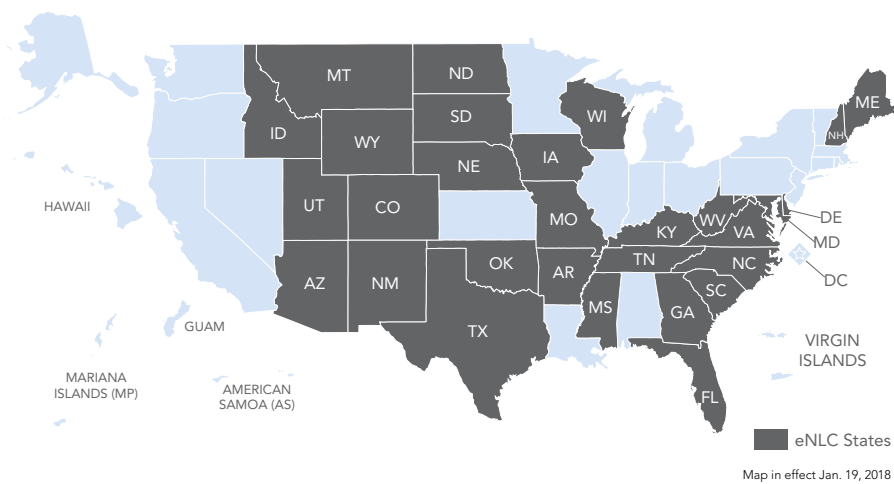 MT
ND
ME
WI
NH
SD
ID
WY
IA
NE
UT
CO
HAWAII
MO
WV
DE
KY
VA
MD
TN
OK
NC
AR
AZ
NM
DC
SC
MS
GA
GUAM
TX
VIRGIN
ISLANDS
MARIANA
ISLANDS (MP)
AMERICAN
SAMOA (AS)
FL
eNLC States
Map in effect Jan. 19, 2018